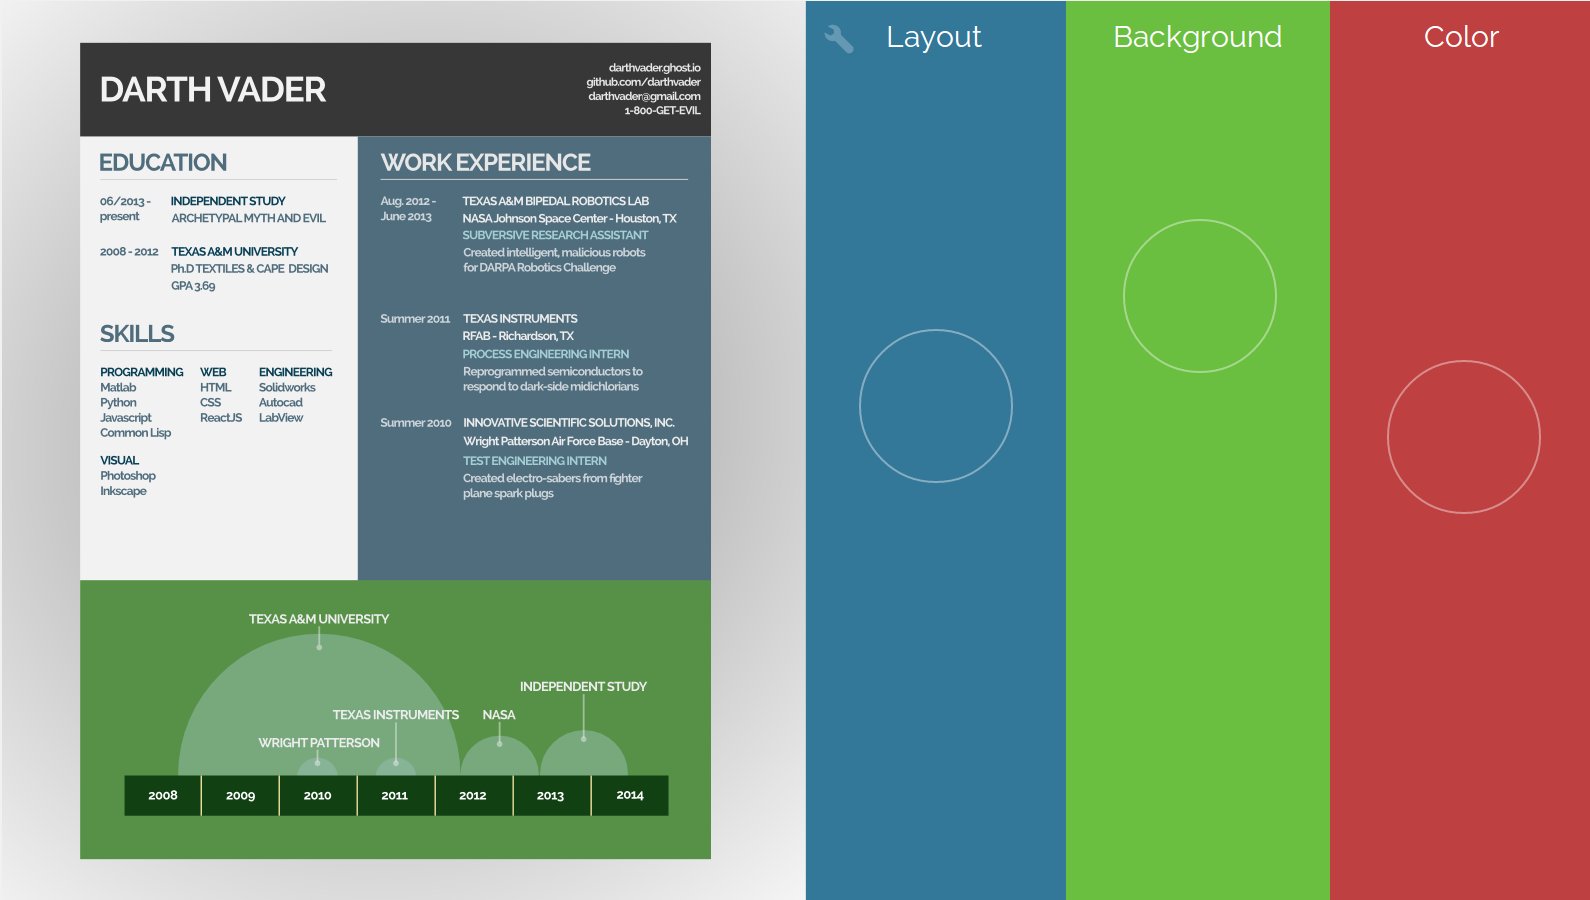 DARTH VADER
darthvader.ghost.io
github.com/darthvader
darthvader@gmail.com
1-800-GET-EVIL
EDUCATION
06/2013 - present
INDEPENDENT STUDY
ARCHETYPAL MYTH AND EVIL
2008 - 2012
TEXAS A&M UNIVERSITY
Ph.D TEXTILES & CAPE DESIGN
GPA 3.69
SKILLS
PROGRAMMING
Matlab
Python
Javascript
Common Lisp
WEB
HTML
CSS
ReactJS
ENGINEERING
Solidworks
Autocad
LabView
VISUAL
Photoshop
Inkscape
WORK EXPERIENCE
Aug. 2012 -
June 2013
TEXAS A&M BIPEDAL ROBOTICS LAB
NASA Johnson Space Center - Houston, TX
SUBVERSIVE RESEARCH ASSISTANT
Created intelligent, malicious robots
for DARPA Robotics Challenge
Summer 2011
TEXAS INSTRUMENTS
RFAB - Richardson, TX
PROCESS ENGINEERING INTERN
Reprogrammed semiconductors to
respond to dark-side midichlorians
Summer 2010
INNOVATIVE SCIENTIFIC SOLUTIONS, INC.
Wright Patterson Air Force Base - Dayton, OH
TEST ENGINEERING INTERN
Created electro-sabers from fighter
plane spark plugs
TEXAS A&M UNIVERSITY
INDEPENDENT STUDY
TEXAS INSTRUMENTS
NASA
WRIGHT PATTERSON
2008
2009
2010
2011
2012
2013
2014
Layout
Background
Color